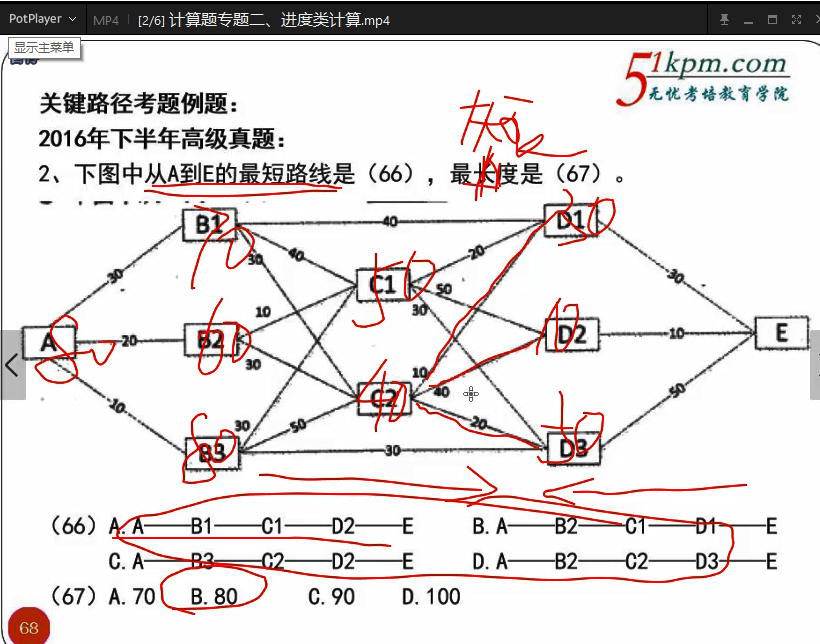 PotPlayer MP4 [2/6] 计算题专题二、进度类计算.mp4
显示主菜单
51kpm.com
无忧考培教育学院
关键路径考题例题：
2016年下半年高级真题：
2、下图中从A到E的最短路线是（66），最长度是（67）。
B1 40 D1
70 30
30 40 20 30
30 C1 50 50
10 30
A 20 B2 D2 10 E
80 60 10
30 10
C2 40
10 40 20 50
30 50
B3 30 D3
80 50
（66）A. A—B1—C1—D2—E B. A—B2—C1—D1—E
C. A—B3—C2—D2—E D. A—B2—C2—D3—E
（67）A. 70 B. 80 C. 90 D. 100
68